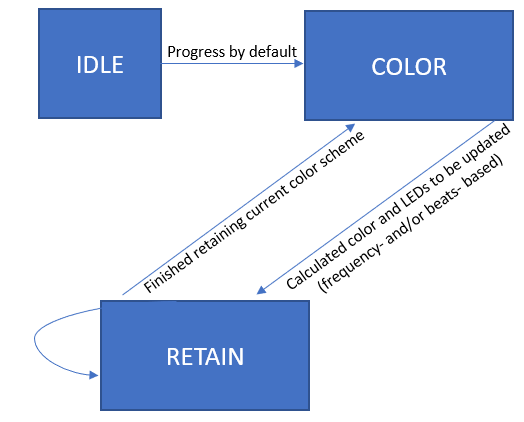 IDLE
Progress by default
COLOR
Finished retaining current color scheme
Calculated color and LEDs to be updated
(frequency- and/or beats- based)
RETAIN